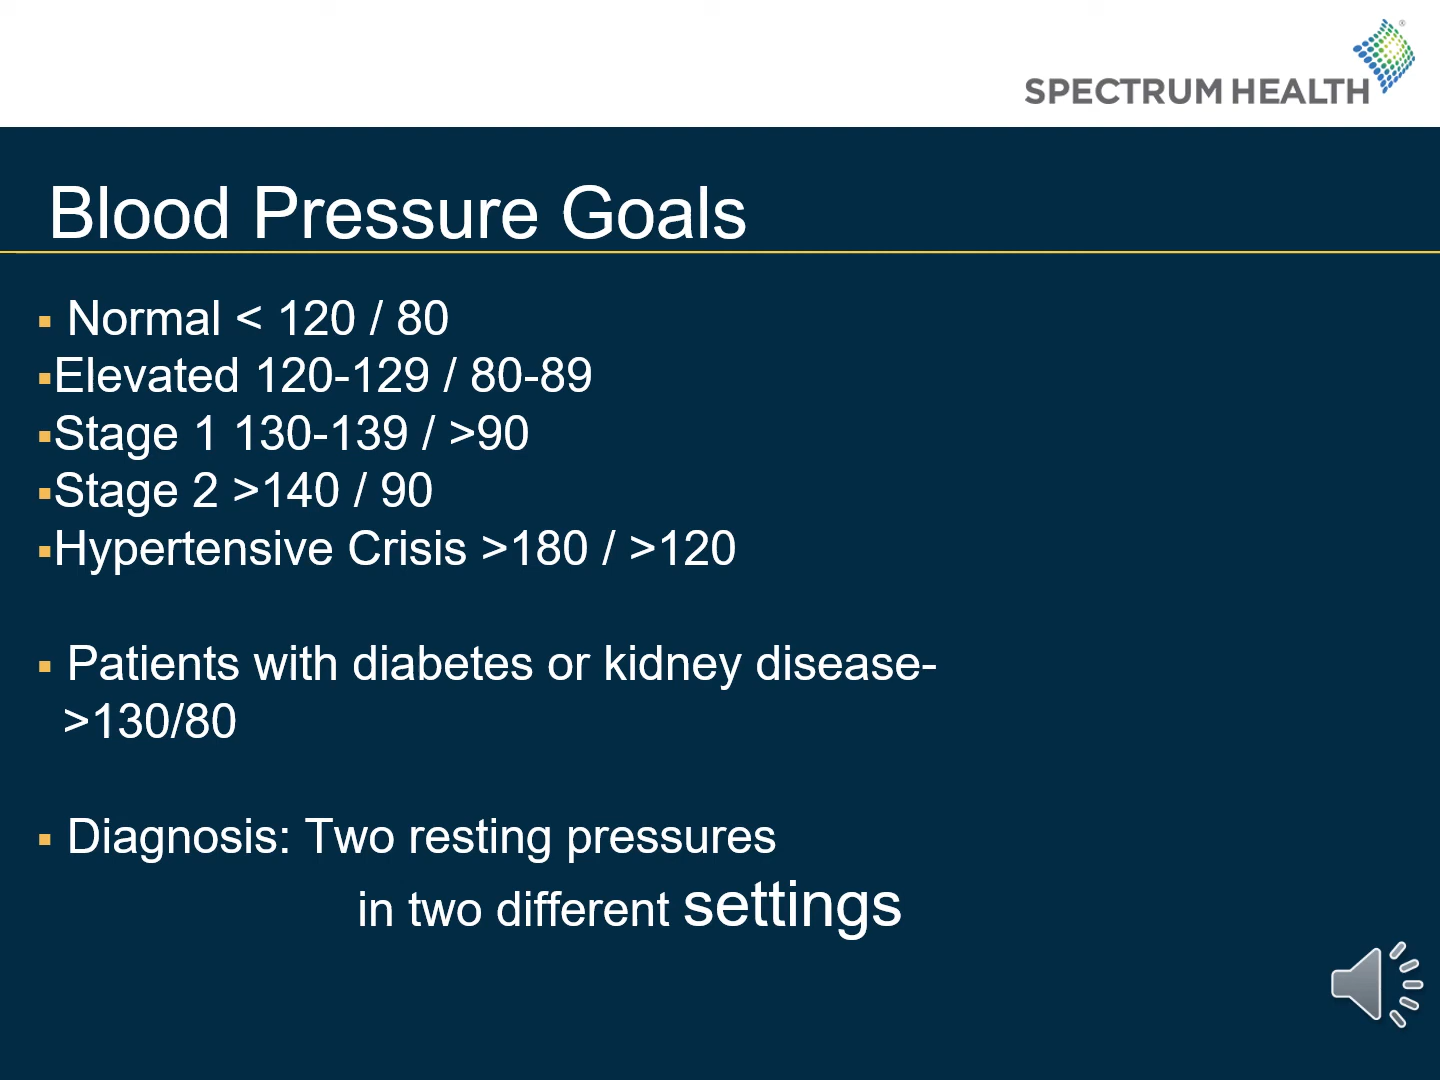 SPECTRUM HEALTH®
Blood Pressure Goals
▪ Normal < 120 / 80
▪Elevated 120-129 / 80-89
▪Stage 1 130-139 / >90
▪Stage 2 >140 / 90
▪Hypertensive Crisis >180 / >120
▪ Patients with diabetes or kidney disease-
>130/80
▪ Diagnosis: Two resting pressures
in two different settings